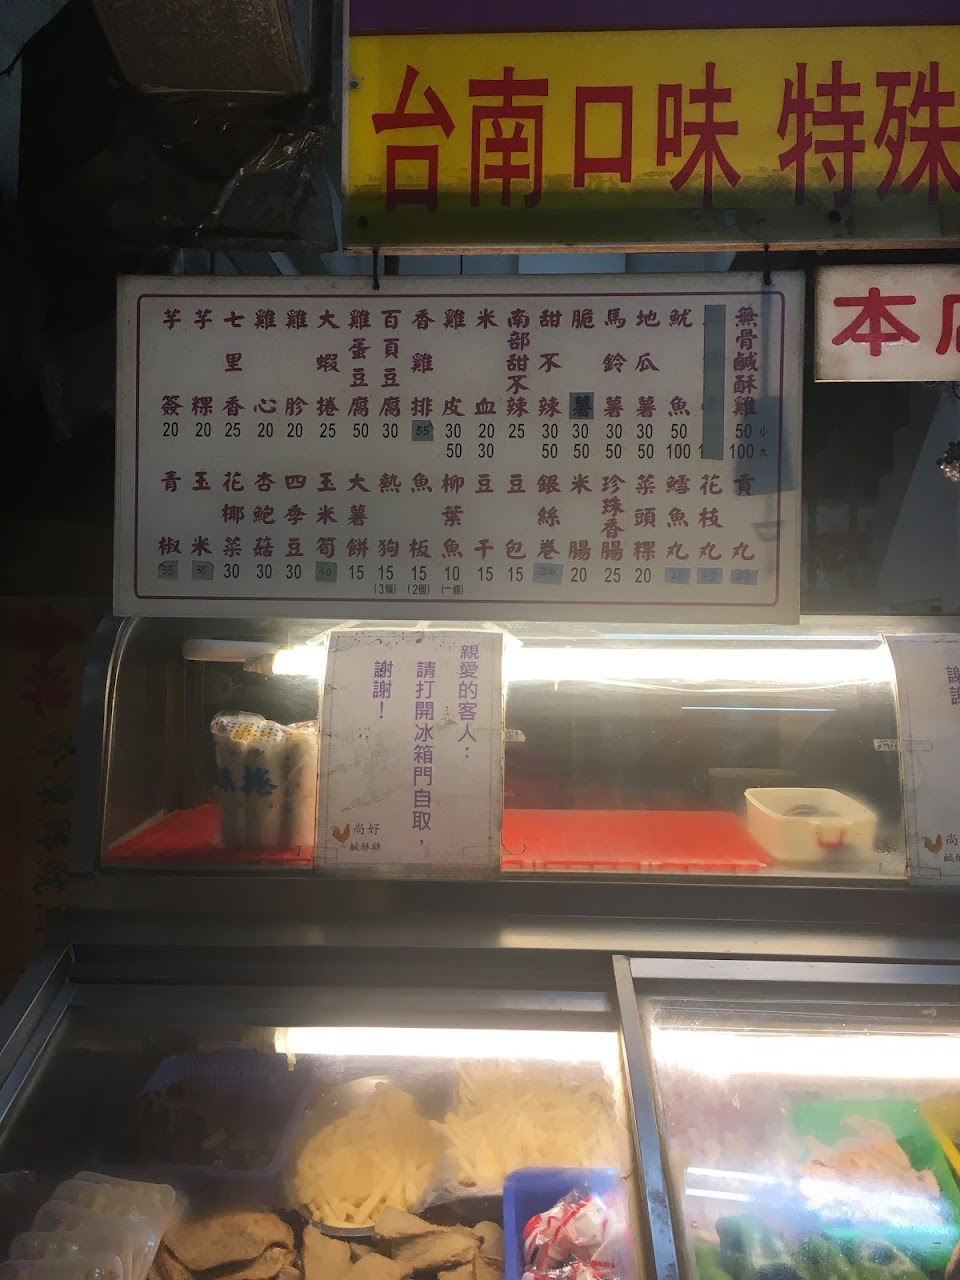 台南口味 特殊
本店
無骨鹹酥雞 50 小 100 大
魷魚 50 100
地瓜薯 30 50
馬鈴薯 30 50
脆薯 30 50
甜不辣 30 50
南部甜不辣 25
米血 20 30
雞皮 30 50
香雞排 55
百頁豆腐 30
雞蛋豆腐 50
大蝦捲 25
雞胗 20
雞心 20
七里香 25
芋粿 20
芋簽 20
貢丸
花枝丸
鱈魚丸
菜頭粿 20
珍珠香腸 25
米腸 20
銀絲卷
豆包 15
豆干 15
柳葉魚 10 (一條)
魚板 15 (2個)
熱狗 15 (3條)
大薯餅 15
玉米筍
四季豆 30
杏鮑菇 30
花椰菜 30
玉米 35
青椒 35
親愛的客人：
請打開冰箱門自取，
謝謝！
尚好
鹹酥雞
謝謝